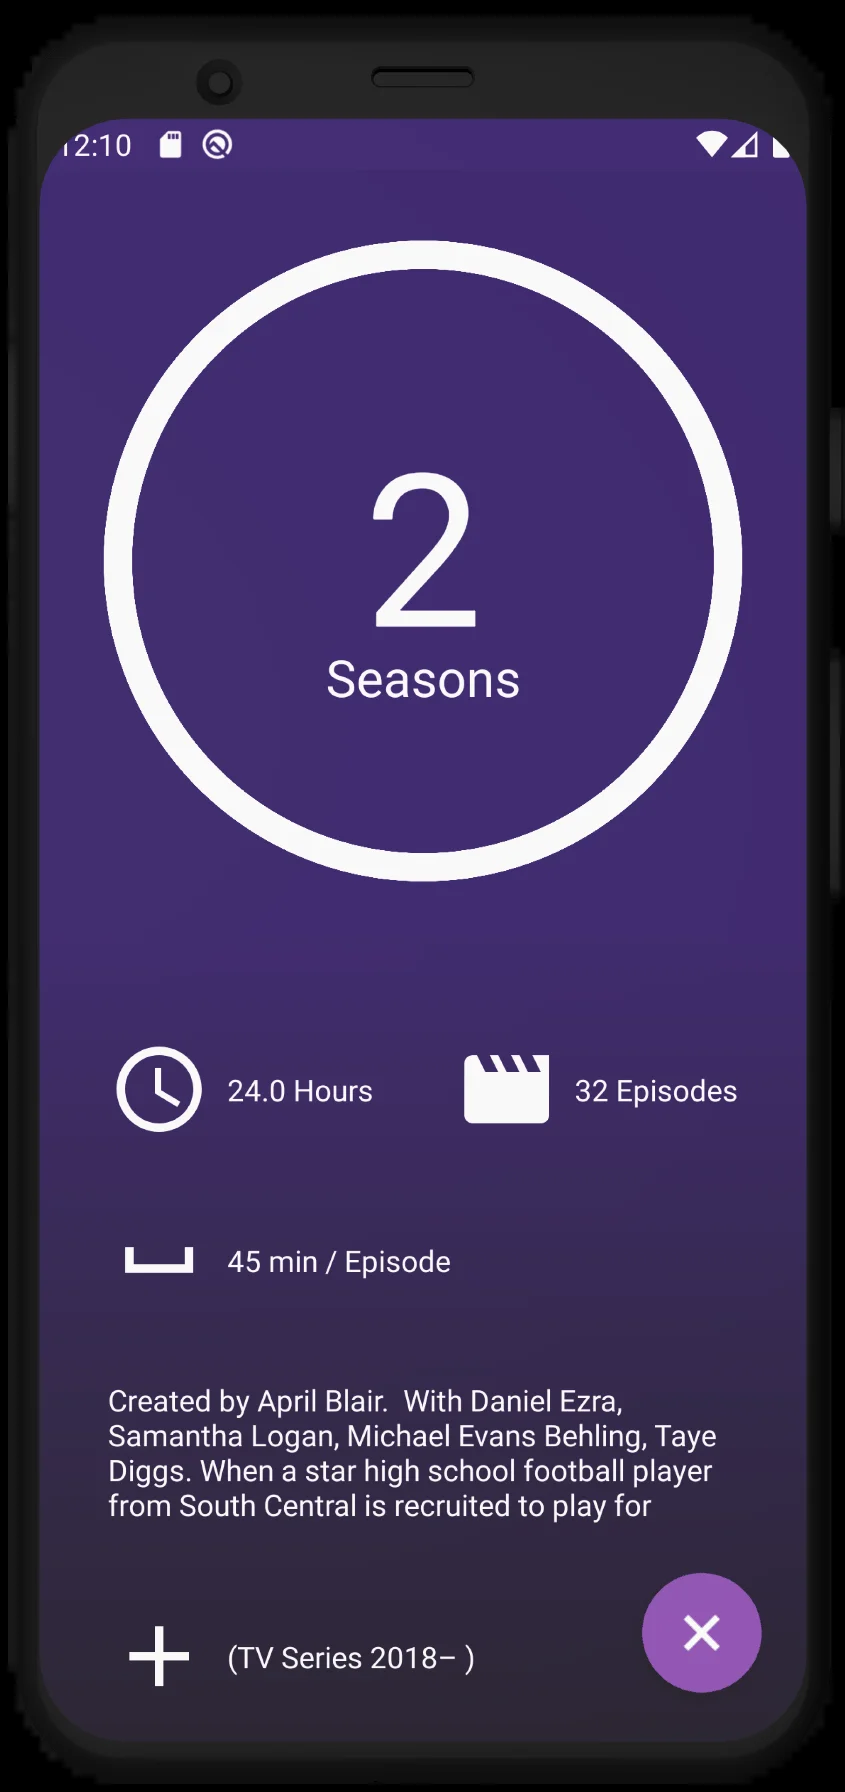 12:10
2
Seasons
24.0 Hours
32 Episodes
45 min / Episode
Created by April Blair.  With Daniel Ezra,
Samantha Logan, Michael Evans Behling, Taye
Diggs. When a star high school football player
from South Central is recruited to play for
(TV Series 2018– )